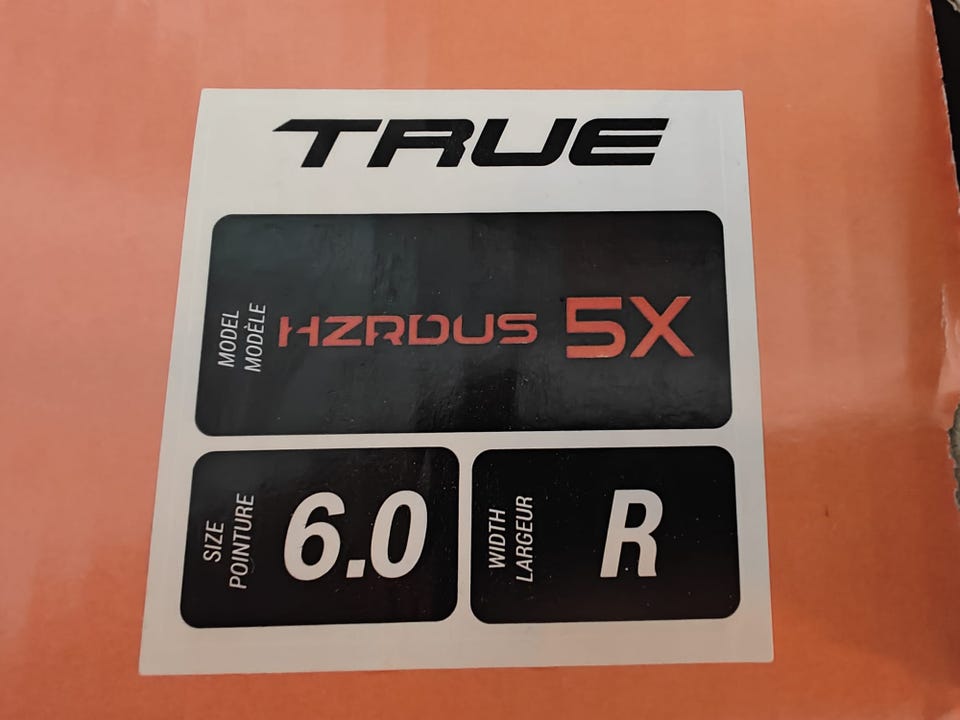 TRUE
MODEL
MODÈLE
HZRDUS 5X
SIZE
POINTURE
6.0
WIDTH
LARGEUR
R